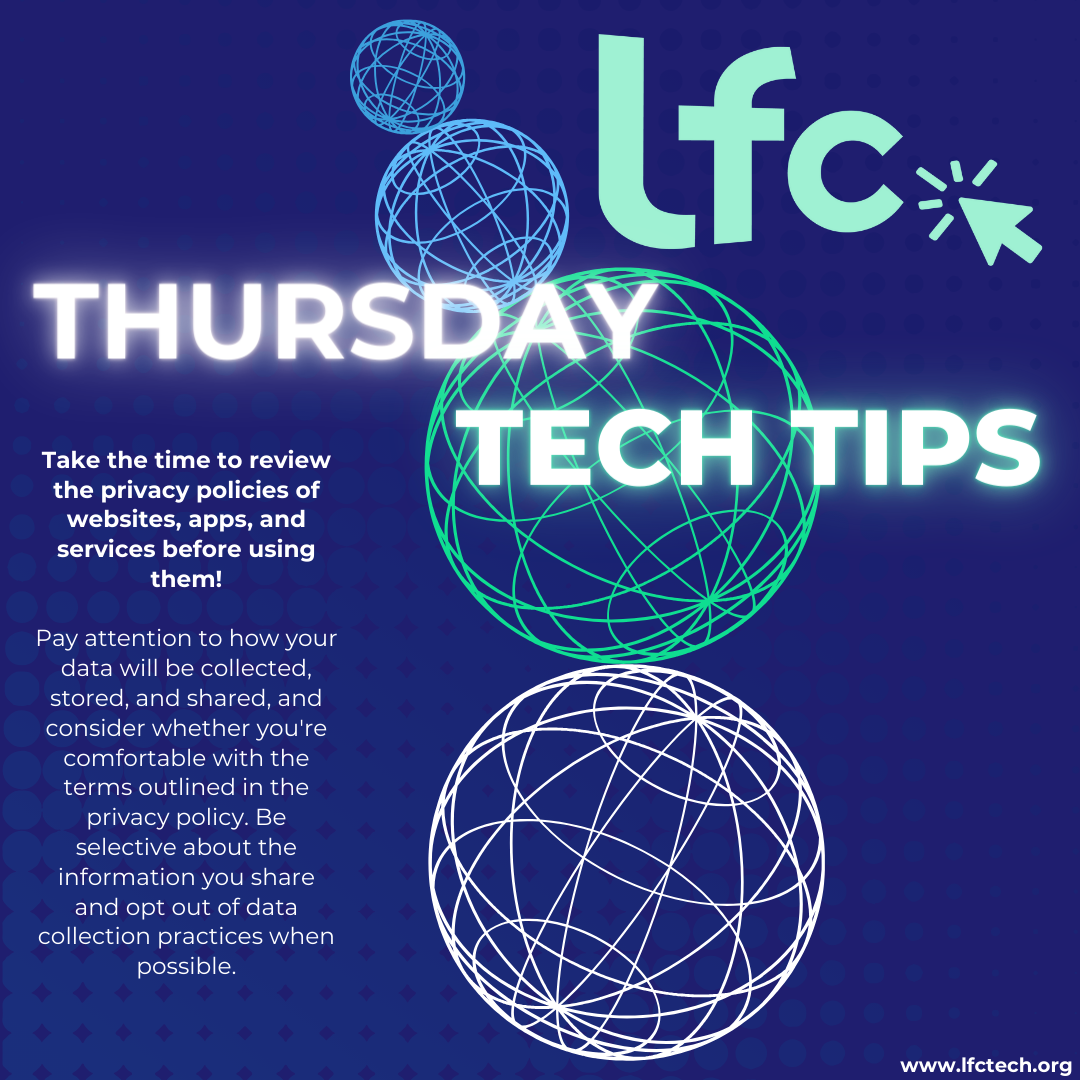 lfc
THURSDAY
TECH TIPS
Take the time to review
the privacy policies of
websites, apps, and
services before using
them!
Pay attention to how your
data will be collected,
stored, and shared, and
consider whether you're
comfortable with the
terms outlined in the
privacy policy. Be
selective about the
information you share
and opt out of data
collection practices when
possible.
www.lfctech.org